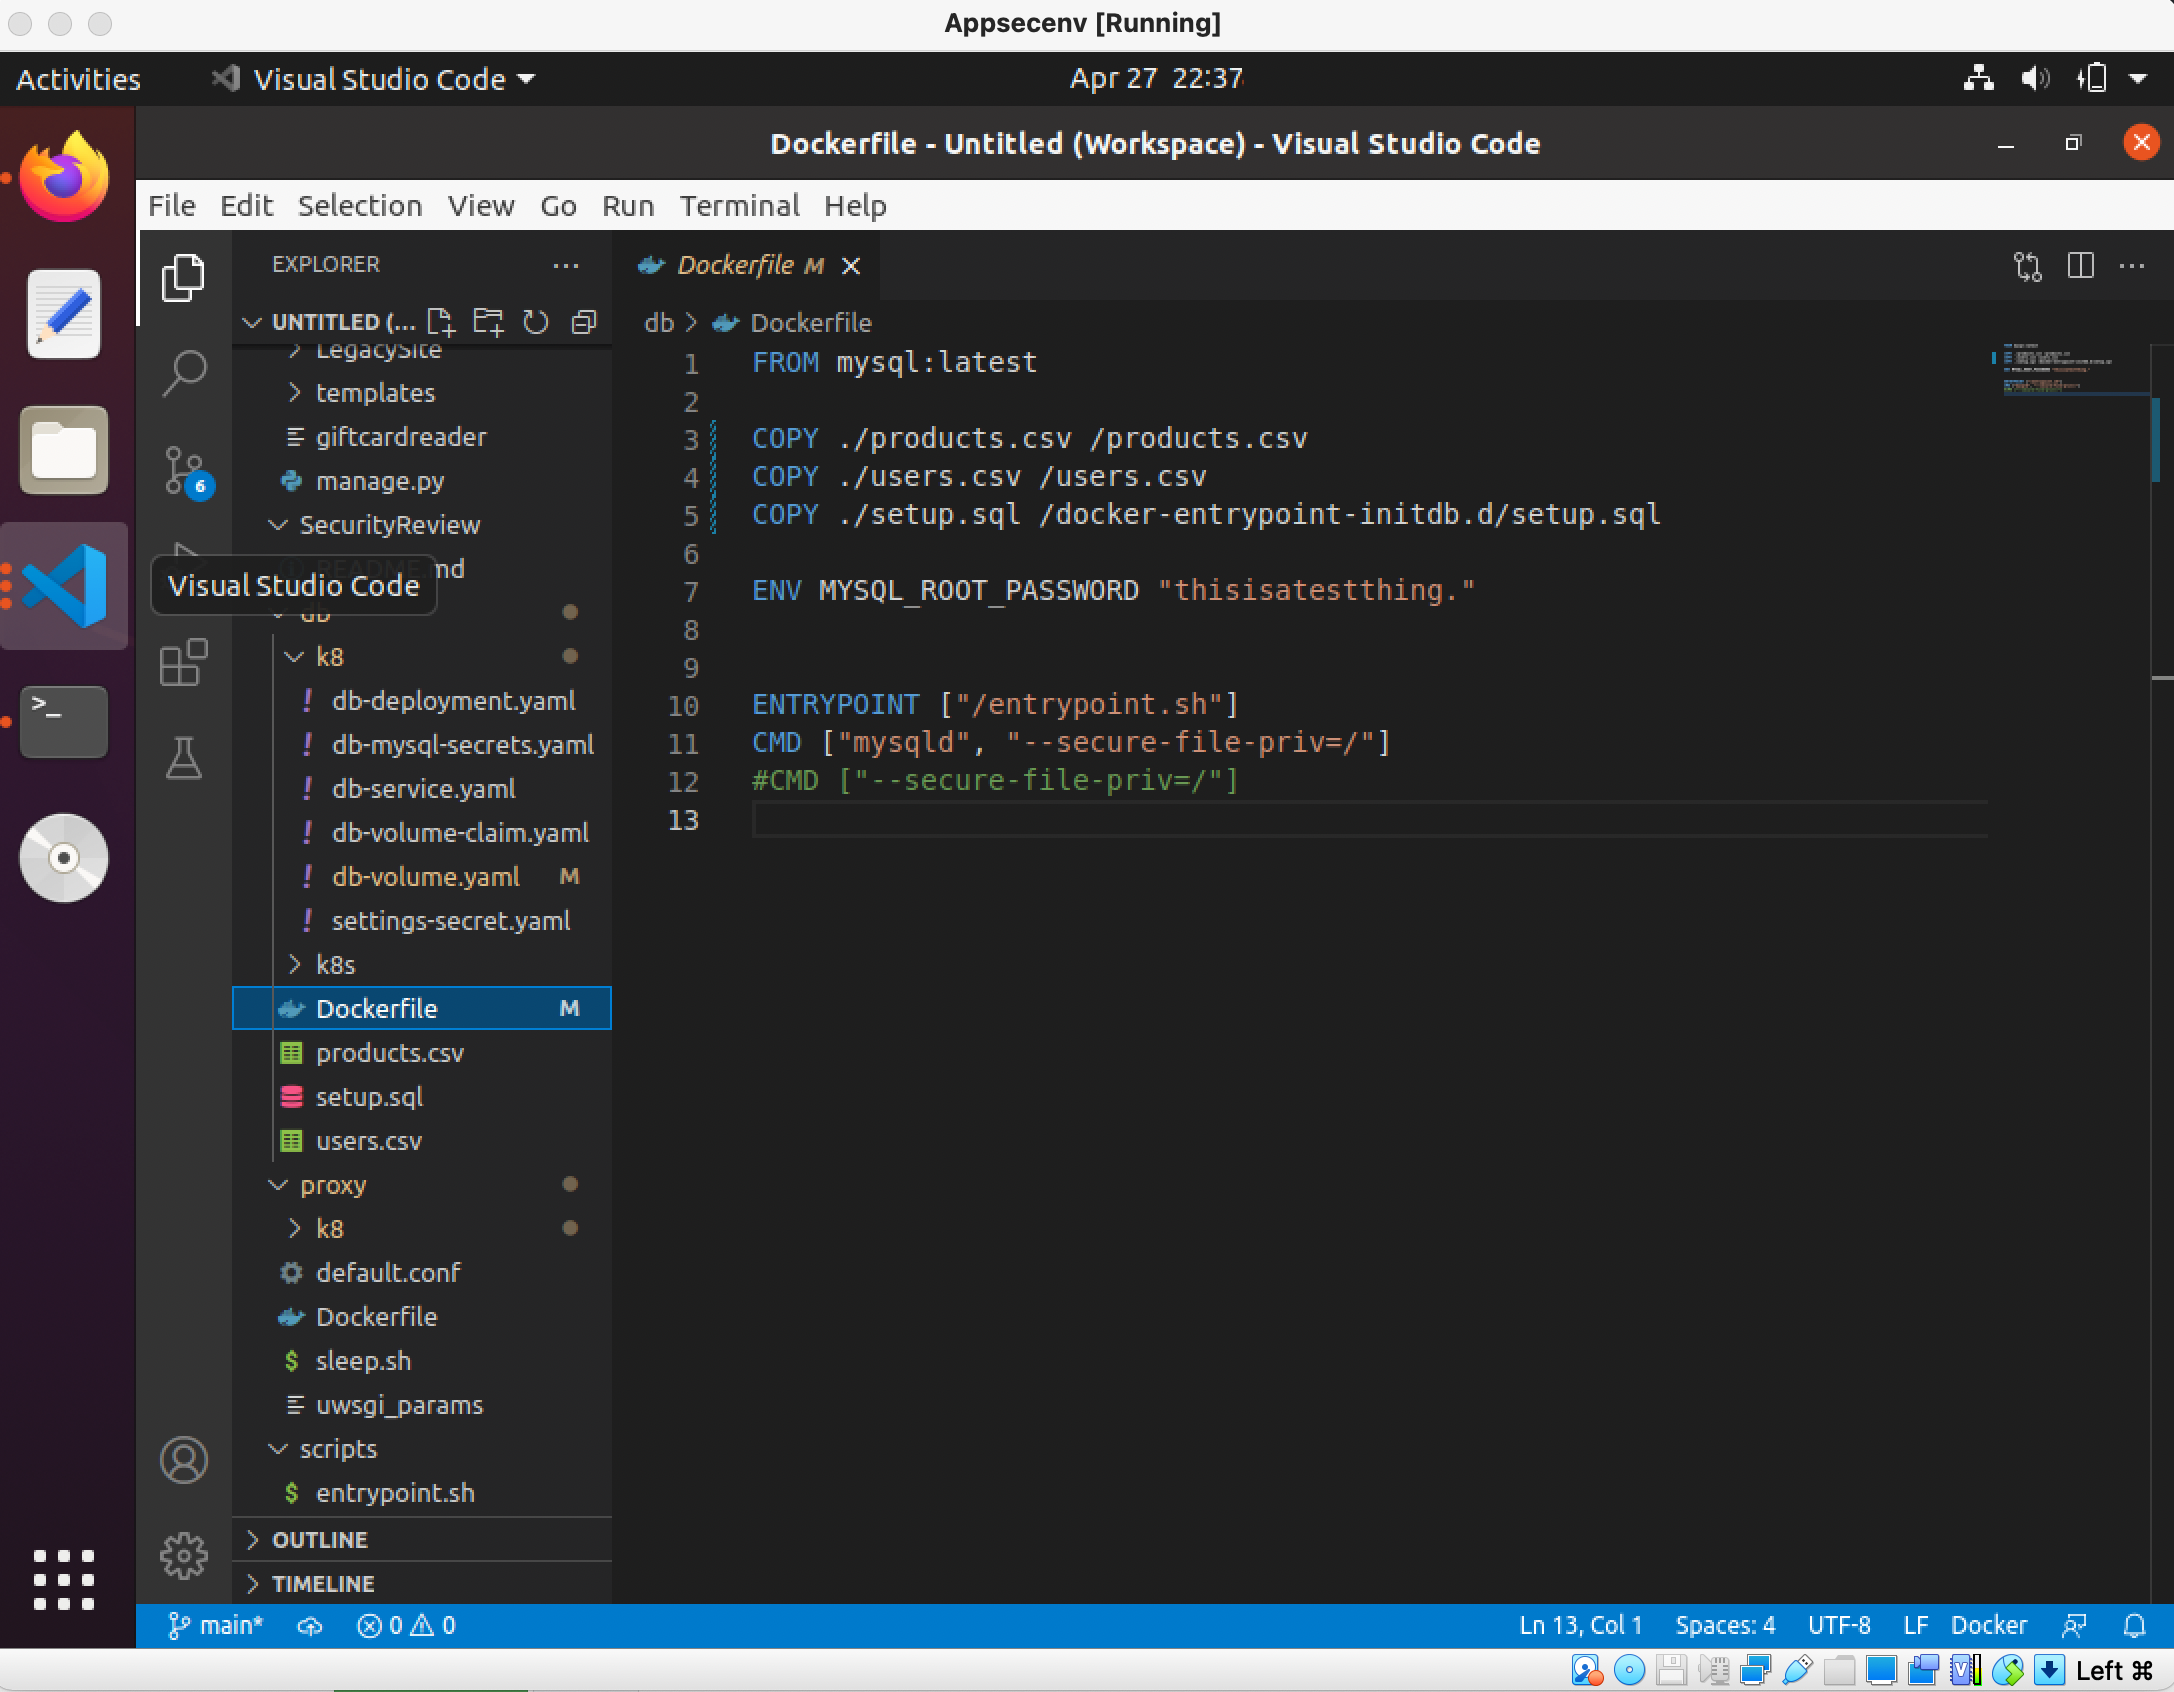 Appsecenv [Running]
Activities
Visual Studio Code
Apr 27 22:37
Dockerfile - Untitled (Workspace) - Visual Studio Code
File Edit Selection View Go Run Terminal Help
EXPLORER
UNTITLED (...
LegacySite
templates
giftcardreader
manage.py
SecurityReview
README.md
Visual Studio Code
db
k8
db-deployment.yaml
db-mysql-secrets.yaml
db-service.yaml
db-volume-claim.yaml
db-volume.yaml M
settings-secret.yaml
k8s
Dockerfile M
products.csv
setup.sql
users.csv
proxy
k8
default.conf
Dockerfile
sleep.sh
uwsgi_params
scripts
entrypoint.sh
OUTLINE
TIMELINE
6
Dockerfile M
db > Dockerfile
1 FROM mysql:latest
2
3 COPY ./products.csv /products.csv
4 COPY ./users.csv /users.csv
5 COPY ./setup.sql /docker-entrypoint-initdb.d/setup.sql
6
7 ENV MYSQL_ROOT_PASSWORD "thisisatestthing."
8
9
10 ENTRYPOINT ["/entrypoint.sh"]
11 CMD ["mysqld", "--secure-file-priv=/"]
12 #CMD ["--secure-file-priv=/"]
13
main* 0 0
Ln 13, Col 1 Spaces: 4 UTF-8 LF Docker
Left ⌘